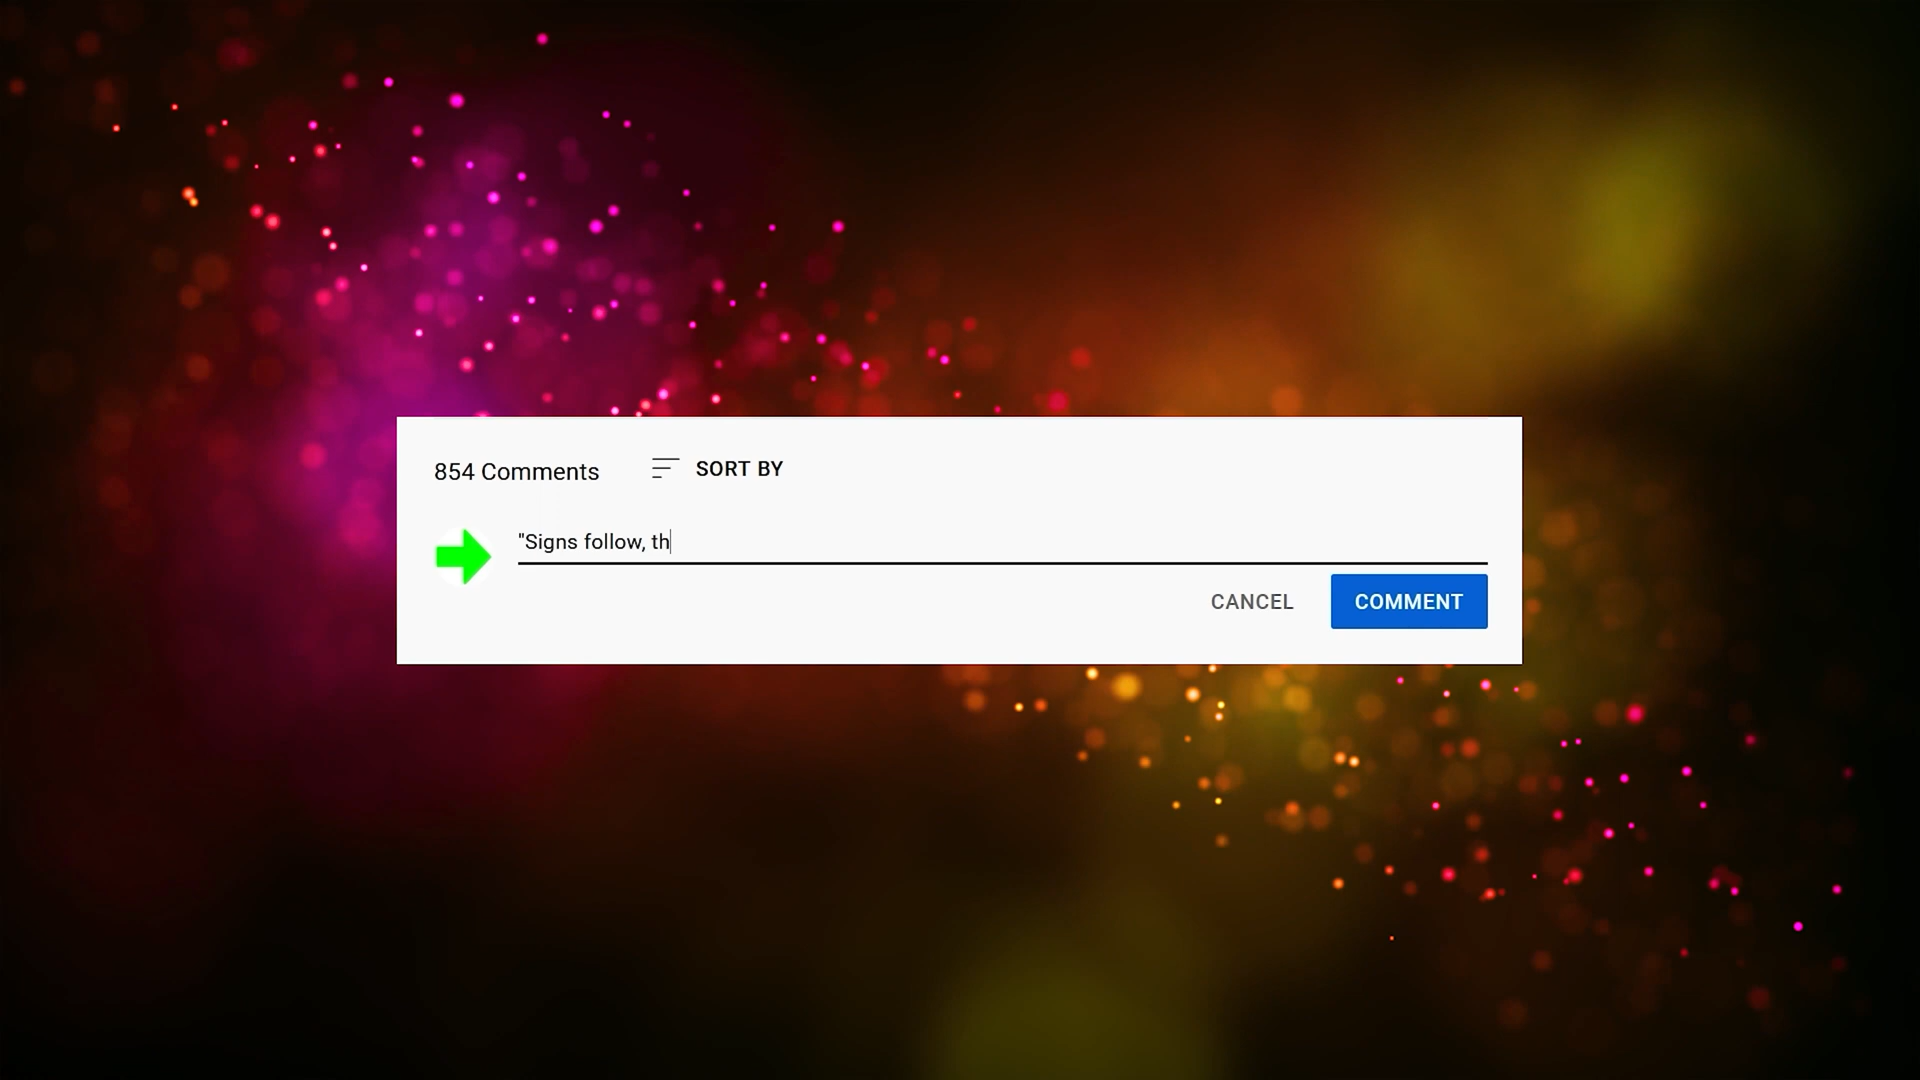 854 Comments
SORT BY
"Signs follow, th
CANCEL
COMMENT